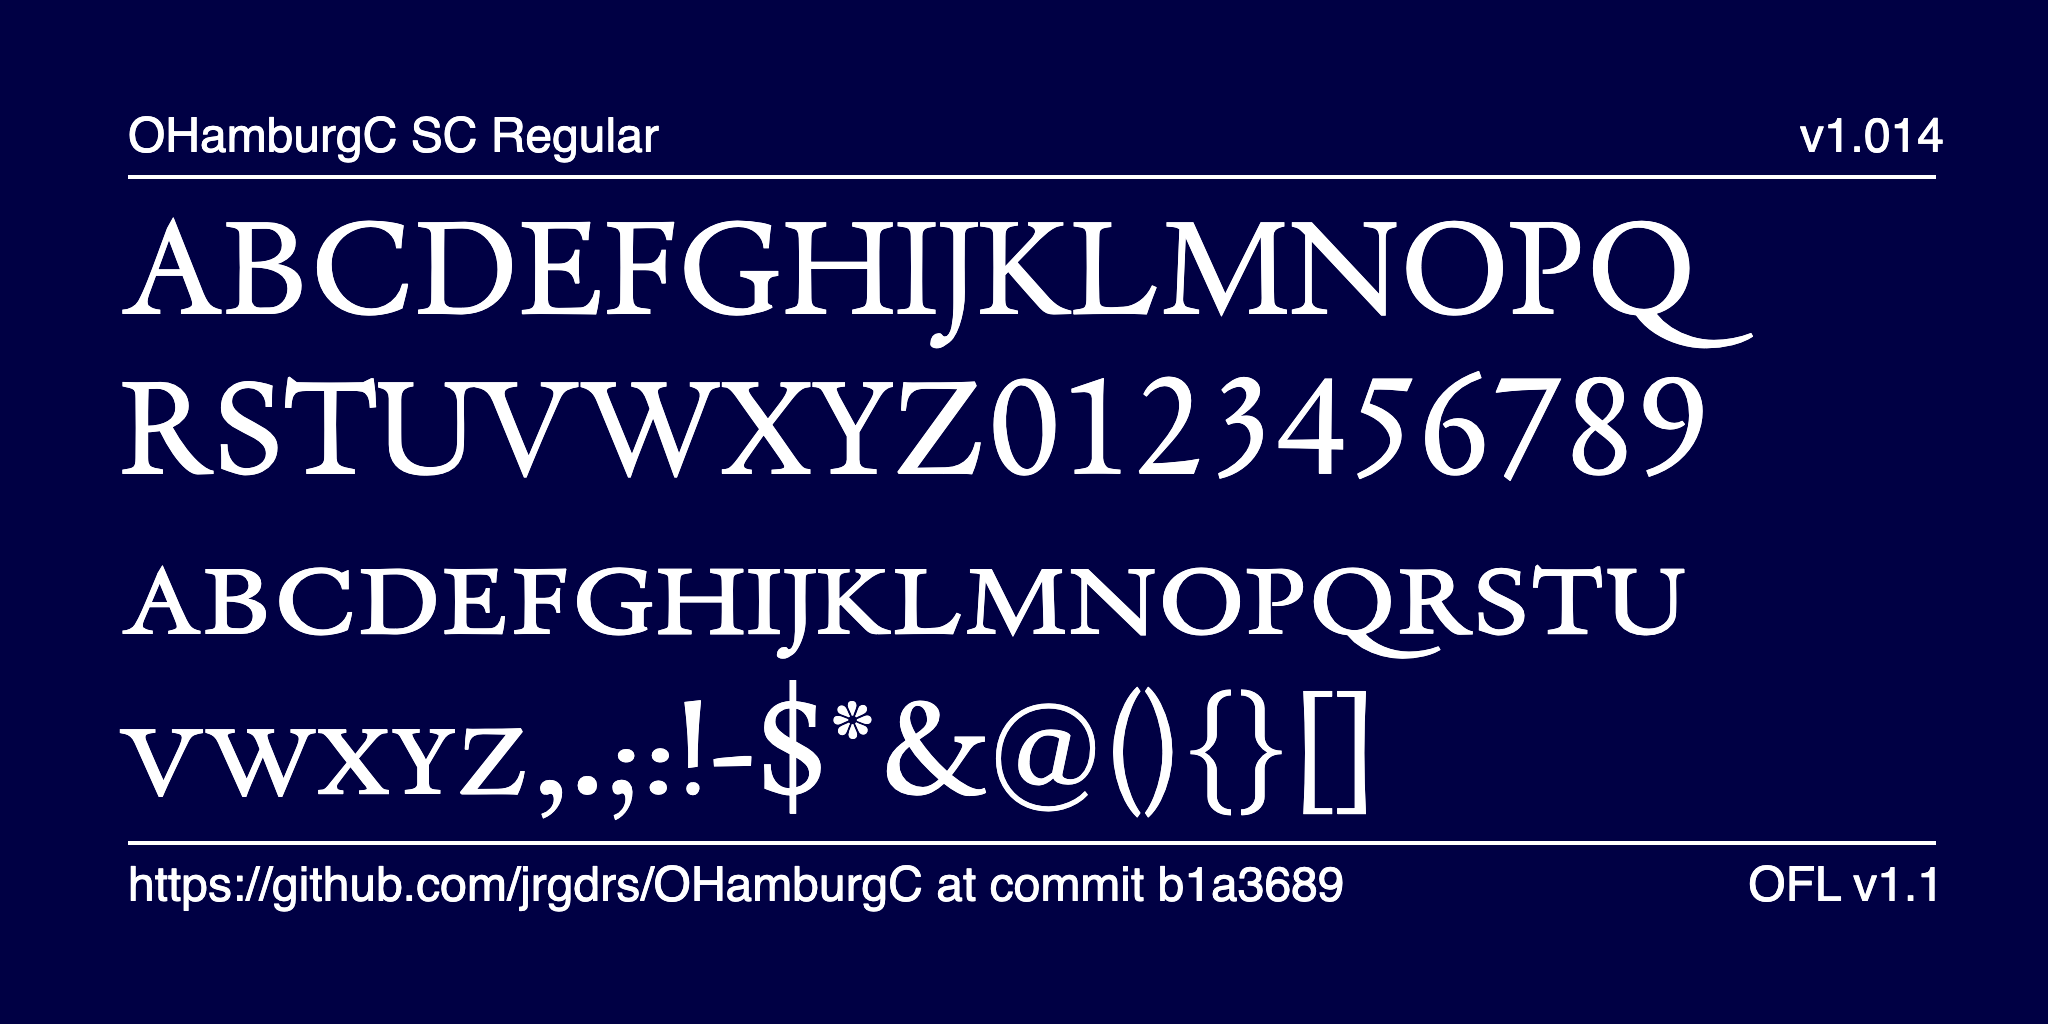 OHamburgC SC Regular
v1.014
ABCDEFGHIJKLMNOPQ
RSTUVWXYZ0123456789
ABCDEFGHIJKLMNOPQRSTU
VWXYZ,.;:!-$*&@(){}[]
https://github.com/jrgdrs/OHamburgC at commit b1a3689
OFL v1.1